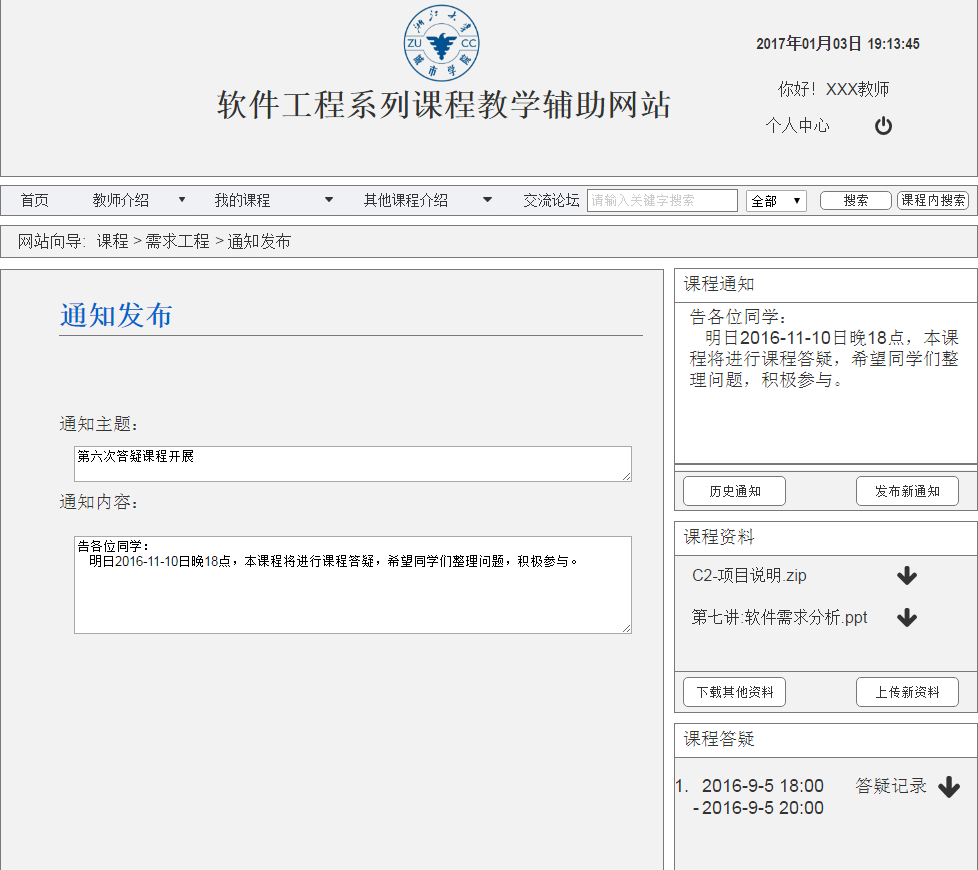 浙江大学
ZU CC
城市学院
2017年01月03日 19:13:45
软件工程系列课程教学辅助网站
你好！XXX教师
个人中心
首页 教师介绍 我的课程 其他课程介绍 交流论坛 请输入关键字搜索 全部 搜索 课程内搜索
网站向导: 课程 > 需求工程 > 通知发布
通知发布
通知主题：
第六次答疑课程开展
通知内容：
告各位同学：
明日2016-11-10日晚18点，本课程将进行课程答疑，希望同学们整理问题，积极参与。
课程通知
告各位同学：
明日2016-11-10日晚18点，本课
程将进行课程答疑，希望同学们整
理问题，积极参与。
历史通知 发布新通知
课程资料
C2-项目说明.zip
第七讲:软件需求分析.ppt
下载其他资料 上传新资料
课程答疑
1. 2016-9-5 18:00 答疑记录
- 2016-9-5 20:00